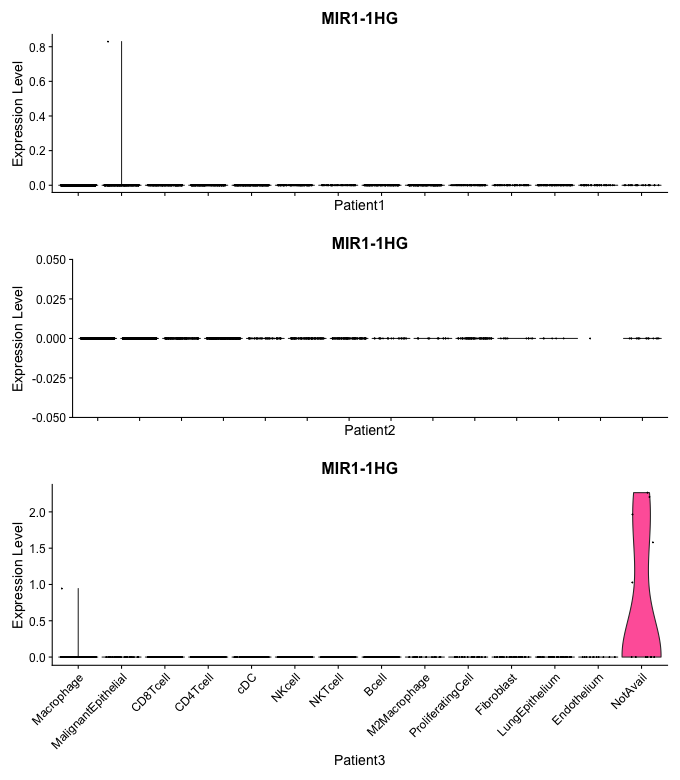 MIR1-1HG
Expression Level
0.8
0.6
0.4
0.2
0.0
Patient1
MIR1-1HG
Expression Level
0.050
0.025
0.000
-0.025
-0.050
Patient2
MIR1-1HG
Expression Level
2.0
1.5
1.0
0.5
0.0
Macrophage
MalignantEpithelial
CD8Tcell
CD4Tcell
cDC
NKcell
NKTcell
Bcell
M2Macrophage
ProliferatingCell
Fibroblast
LungEpithelium
Endothelium
NotAvail
Patient3